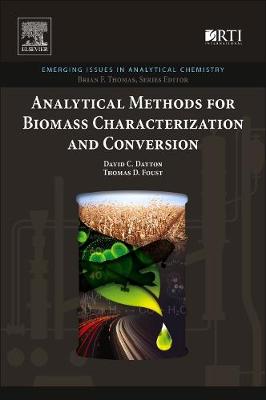 ELSEVIER
RTI
INTERNATIONAL
EMERGING ISSUES IN ANALYTICAL CHEMISTRY
BRIAN F. THOMAS, SERIES EDITOR
ANALYTICAL METHODS FOR
BIOMASS CHARACTERIZATION
AND CONVERSION
DAVID C. DAYTON
THOMAS D. FOUST